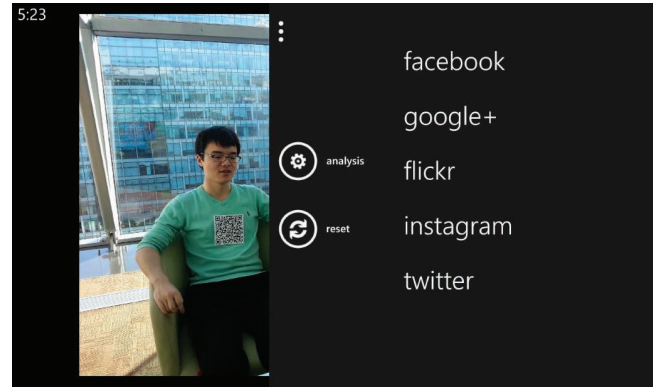 5:23
facebook
google+
analysis
flickr
reset
instagram
twitter